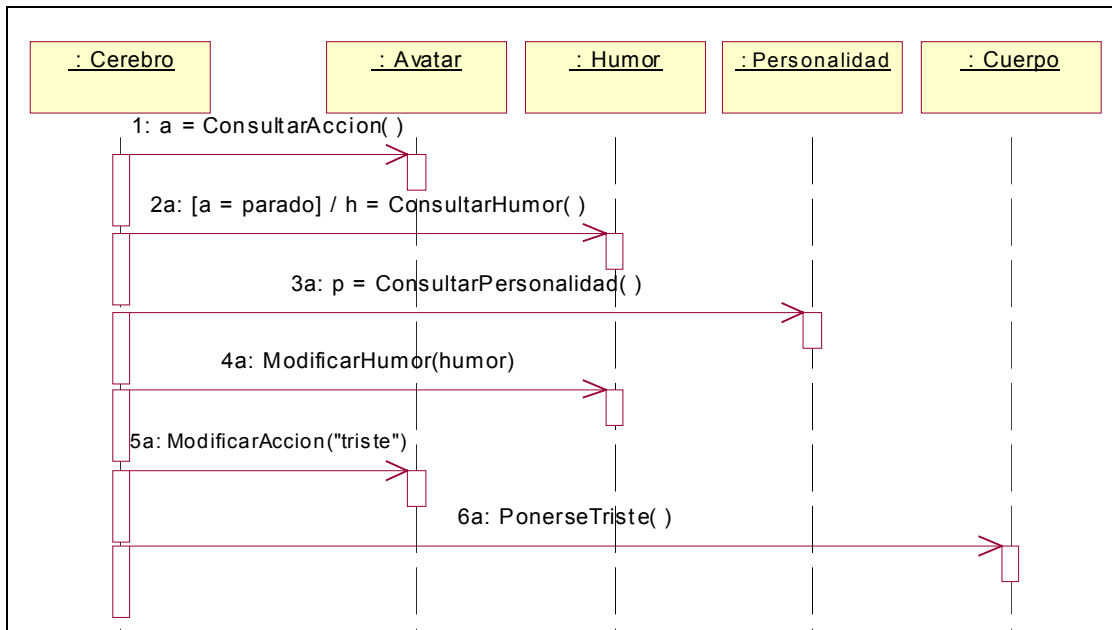 : Cerebro
: Avatar
: Humor
: Personalidad
: Cuerpo
1: a = ConsultarAccion( )
2a: [a = parado] / h = ConsultarHumor( )
3a: p = ConsultarPersonalidad( )
4a: ModificarHumor(humor)
5a: ModificarAccion("triste")
6a: PonerseTriste( )